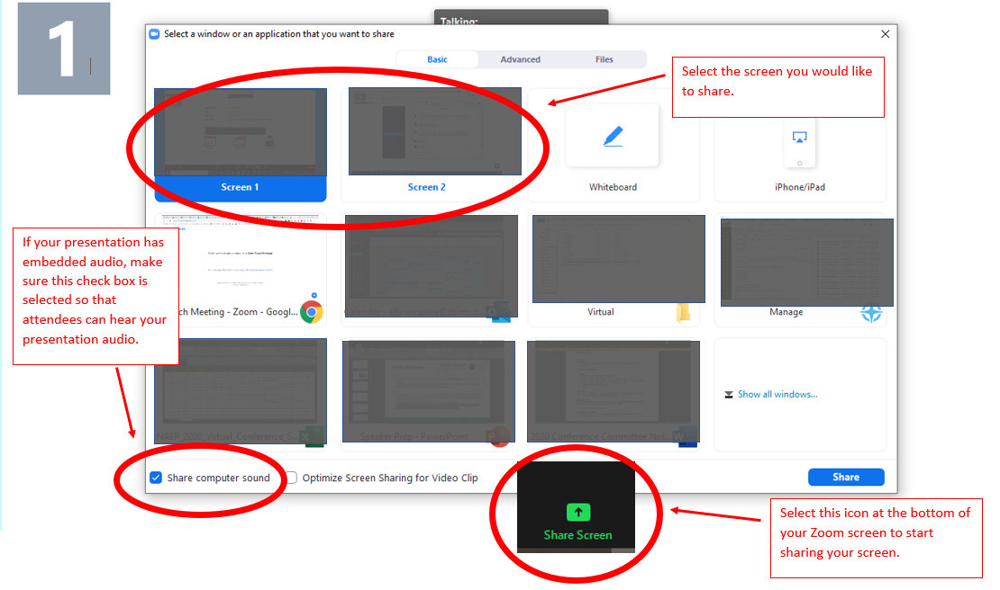 1
Talking:
Select a window or an application that you want to share
Basic
Advanced
Files
Select the screen you would like
to share.
Screen 1
Screen 2
Whiteboard
iPhone/iPad
If your presentation has
embedded audio, make
sure this check box is
selected so that
attendees can hear your
presentation audio.
ch Meeting - Zoom - Googl...
Virtual
Manage
NAEP_2020_Virtual_Conference_S...
Speaker Prep - PowerPoint
2020 Conference Committee Not...
Show all windows...
Share computer sound
Optimize Screen Sharing for Video Clip
Share
Share Screen
Select this icon at the bottom of
your Zoom screen to start
sharing your screen.